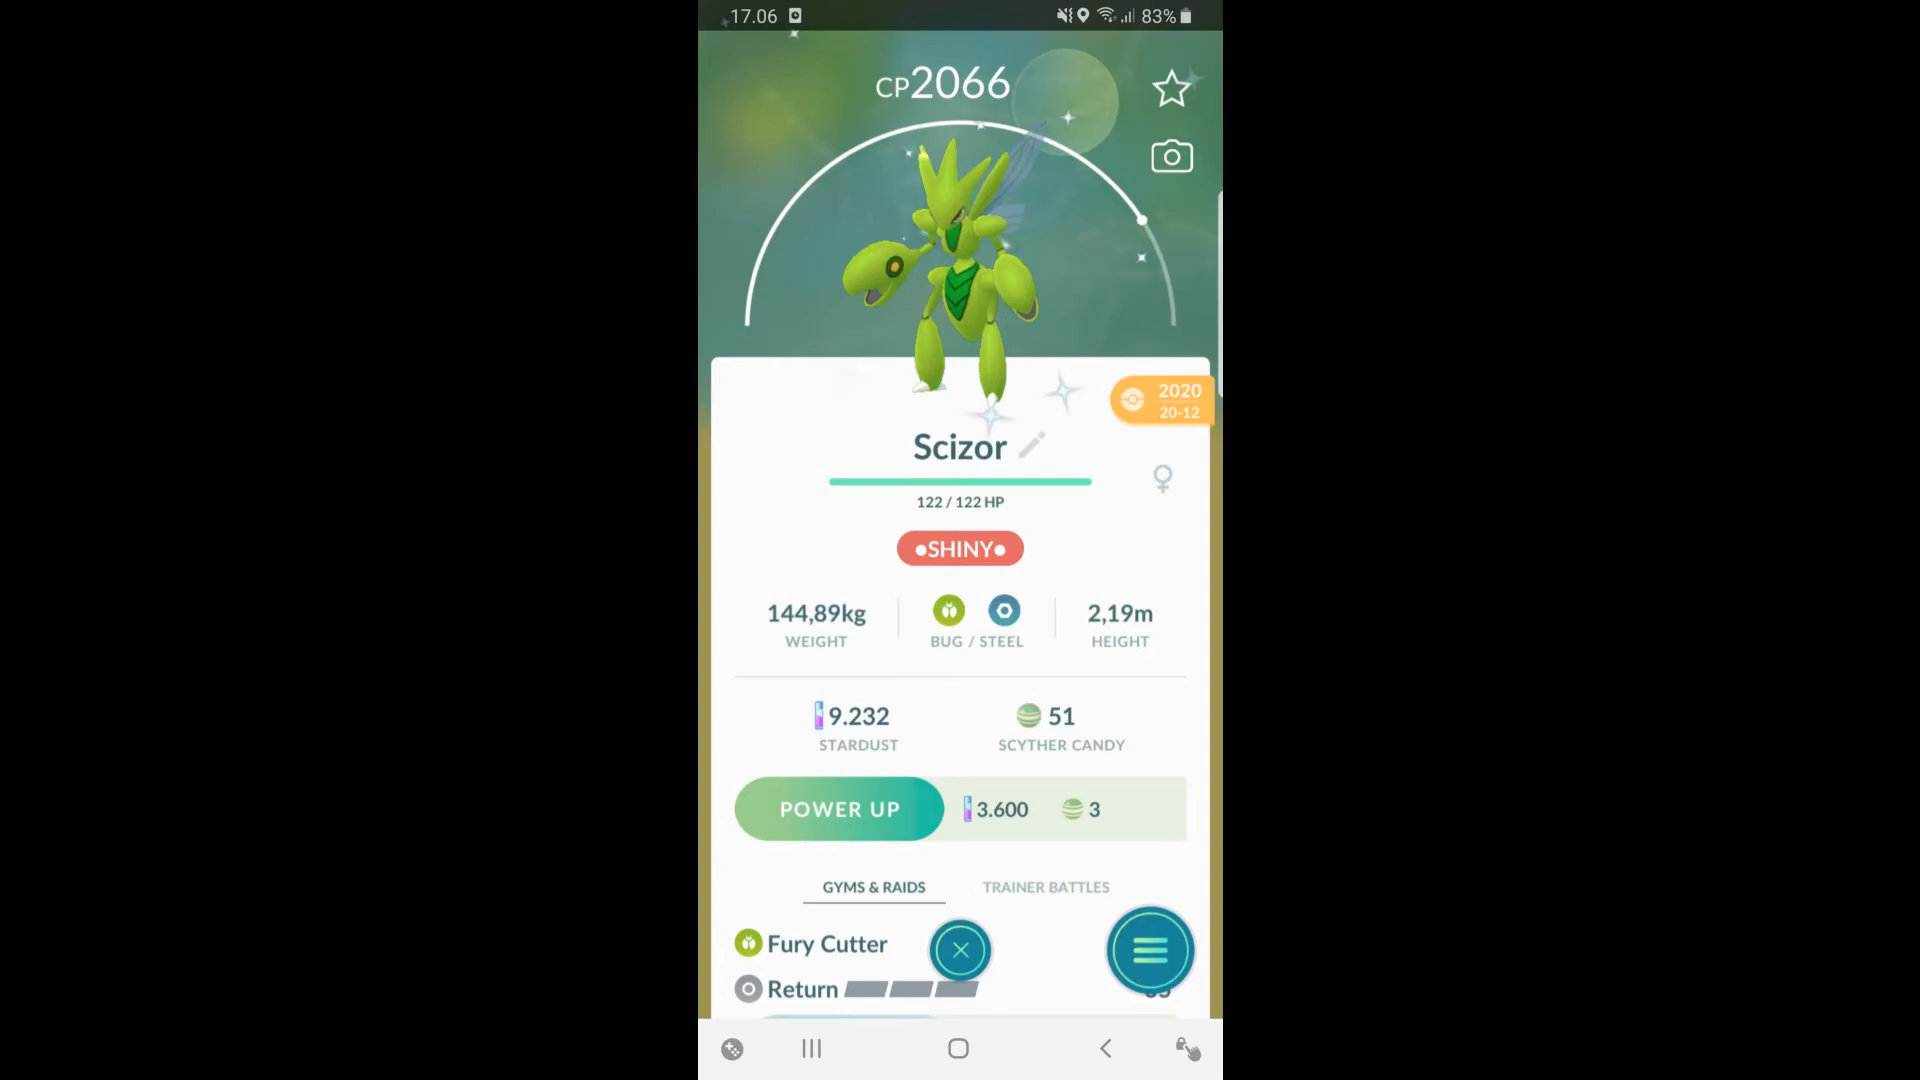 17.06
83%
CP2066
2020
20-12
Scizor
122 / 122 HP
•SHINY•
144,89kg
WEIGHT
BUG / STEEL
2,19m
HEIGHT
9.232
STARDUST
51
SCYTHER CANDY
POWER UP
3.600
3
GYMS & RAIDS
TRAINER BATTLES
Fury Cutter
Return